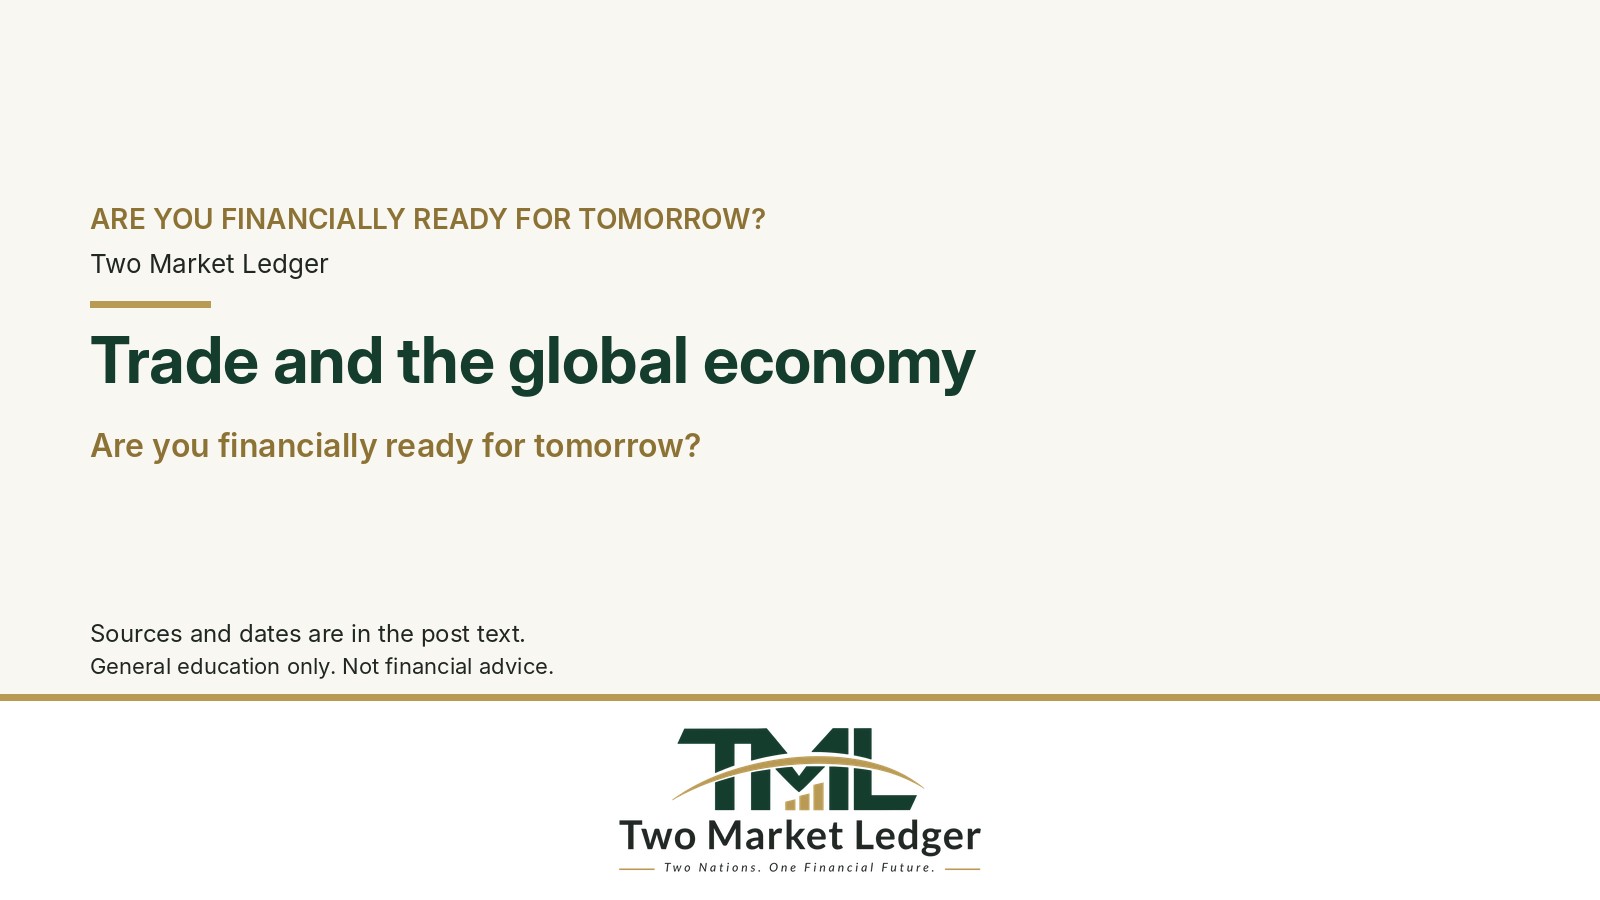 ARE YOU FINANCIALLY READY FOR TOMORROW?
Two Market Ledger
Trade and the global economy
Are you financially ready for tomorrow?
Sources and dates are in the post text.
General education only. Not financial advice.
TML
Two Market Ledger
Two Nations. One Financial Future.